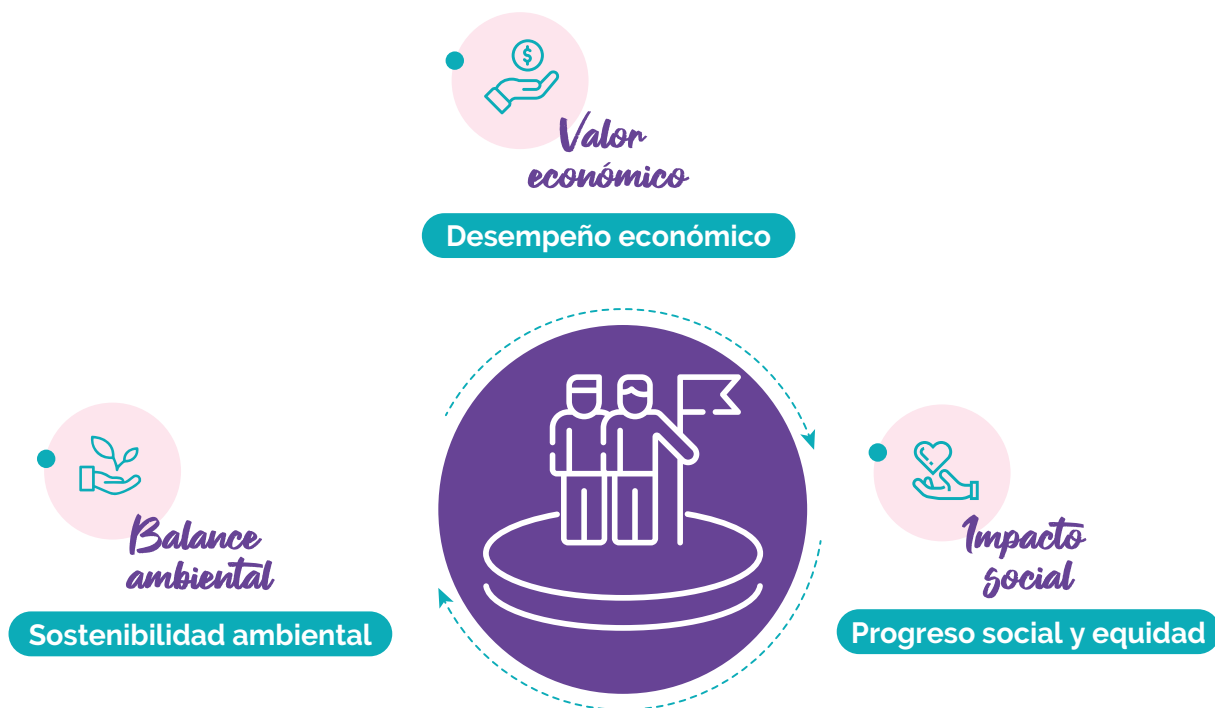 $
Valor
económico
Desempeño económico
Balance
ambiental
Sostenibilidad ambiental
Impacto
social
Progreso social y equidad